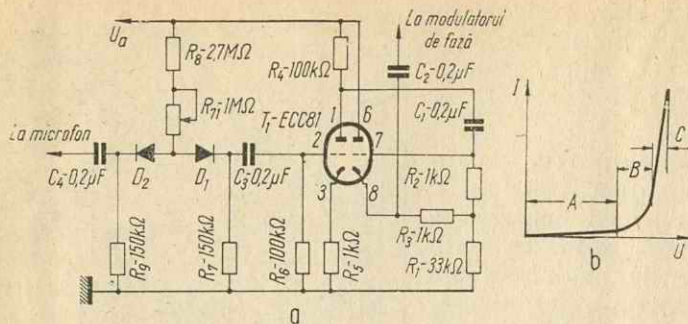 Uₐ
La modulatorul
de fază
R₈-2,7MΩ
R₄-100kΩ
C₂-0,2µF
C₁-0,2µF
R₇₁-1MΩ
T₁-ECC81
1
6
2
7
3
8
La microfon
C₄-0,2µF
D₂
D₁
C₃-0,2µF
R₂-1kΩ
R₃-1kΩ
R₉-150kΩ
R₇-150kΩ
R₆-100kΩ
R₅-1kΩ
R₁-33kΩ
a
I
C
B
A
b
U